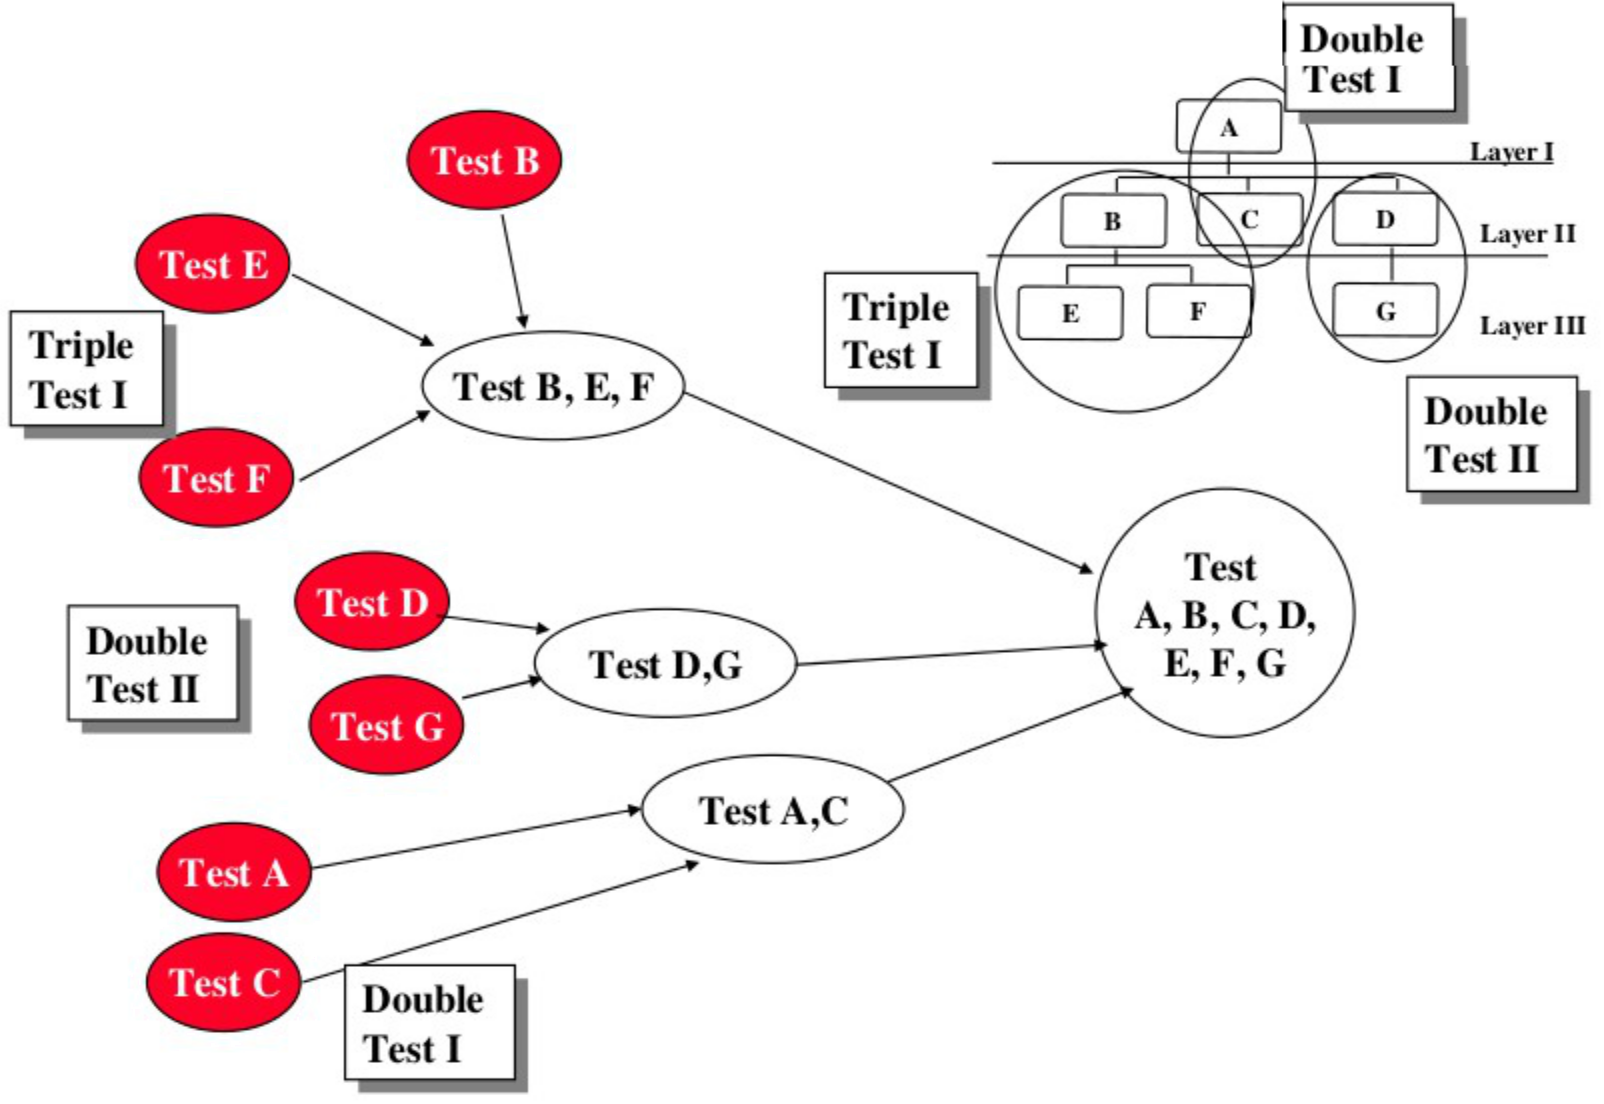 Double
Test I
A
Layer I
B
C
D
Layer II
E
F
G
Layer III
Triple
Test I
Double
Test II
Test B
Test E
Triple
Test I
Test B, E, F
Test F
Test D
Double
Test II
Test D,G
Test G
Test
A, B, C, D,
E, F, G
Test A,C
Test A
Test C
Double
Test I